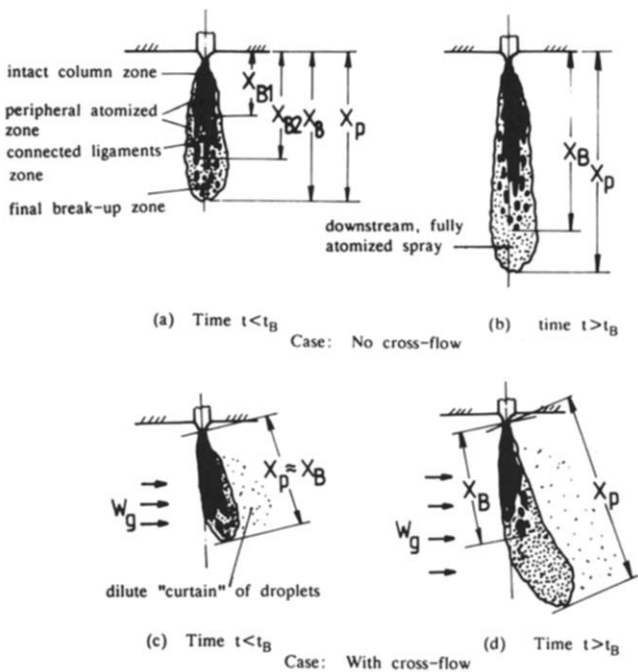 intact column zone
peripheral atomized
zone
connected ligaments
zone
final break-up zone
X_B1
X_B2
X_B
X_p
X_B
X_p
downstream, fully
atomized spray
(a) Time t<t_B
(b) time t>t_B
Case: No cross-flow
W_g
X_p ≈ X_B
dilute "curtain" of droplets
W_g
X_B
X_p
(c) Time t<t_B
(d) Time t>t_B
Case: With cross-flow